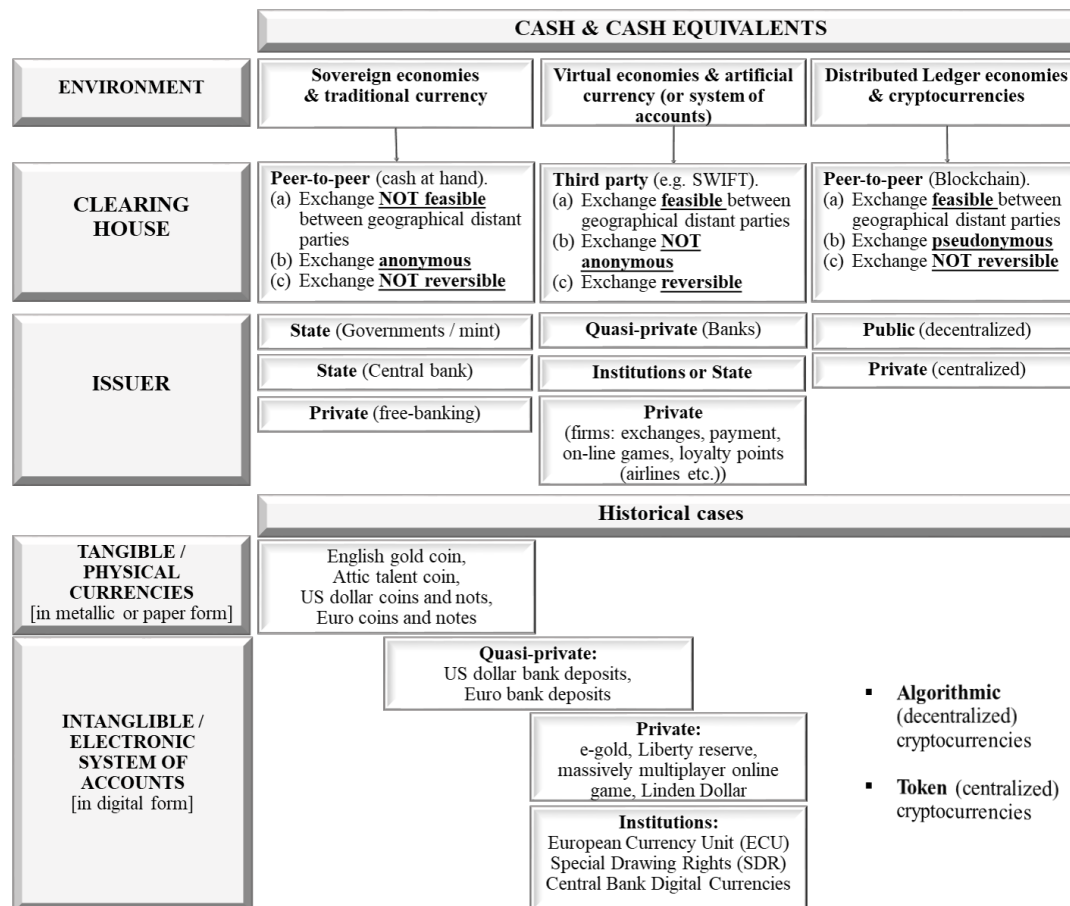 CASH & CASH EQUIVALENTS
ENVIRONMENT
Sovereign economies
& traditional currency
Virtual economies & artificial
currency (or system of
accounts)
Distributed Ledger economies
& cryptocurrencies
CLEARING
HOUSE
Peer-to-peer (cash at hand).
(a) Exchange NOT feasible
between geographical distant
parties
(b) Exchange anonymous
(c) Exchange NOT reversible
Third party (e.g. SWIFT).
(a) Exchange feasible between
geographical distant parties
(b) Exchange NOT
anonymous
(c) Exchange reversible
Peer-to-peer (Blockchain).
(a) Exchange feasible between
geographical distant parties
(b) Exchange pseudonymous
(c) Exchange NOT reversible
ISSUER
State (Governments / mint)
State (Central bank)
Private (free-banking)
Quasi-private (Banks)
Institutions or State
Private
(firms: exchanges, payment,
on-line games, loyalty points
(airlines etc.))
Public (decentralized)
Private (centralized)
Historical cases
TANGIBLE /
PHYSICAL
CURRENCIES
[in metallic or paper form]
English gold coin,
Attic talent coin,
US dollar coins and nots,
Euro coins and notes
INTANGLIBLE /
ELECTRONIC
SYSTEM OF
ACCOUNTS
[in digital form]
Quasi-private:
US dollar bank deposits,
Euro bank deposits
Private:
e-gold, Liberty reserve,
massively multiplayer online
game, Linden Dollar
Institutions:
European Currency Unit (ECU)
Special Drawing Rights (SDR)
Central Bank Digital Currencies
▪ Algorithmic
(decentralized)
cryptocurrencies
▪ Token (centralized)
cryptocurrencies